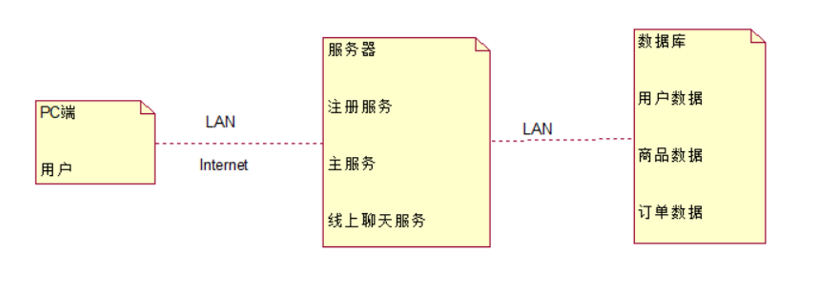 PC端
用户
LAN
Internet
服务器
注册服务
主服务
线上聊天服务
LAN
数据库
用户数据
商品数据
订单数据